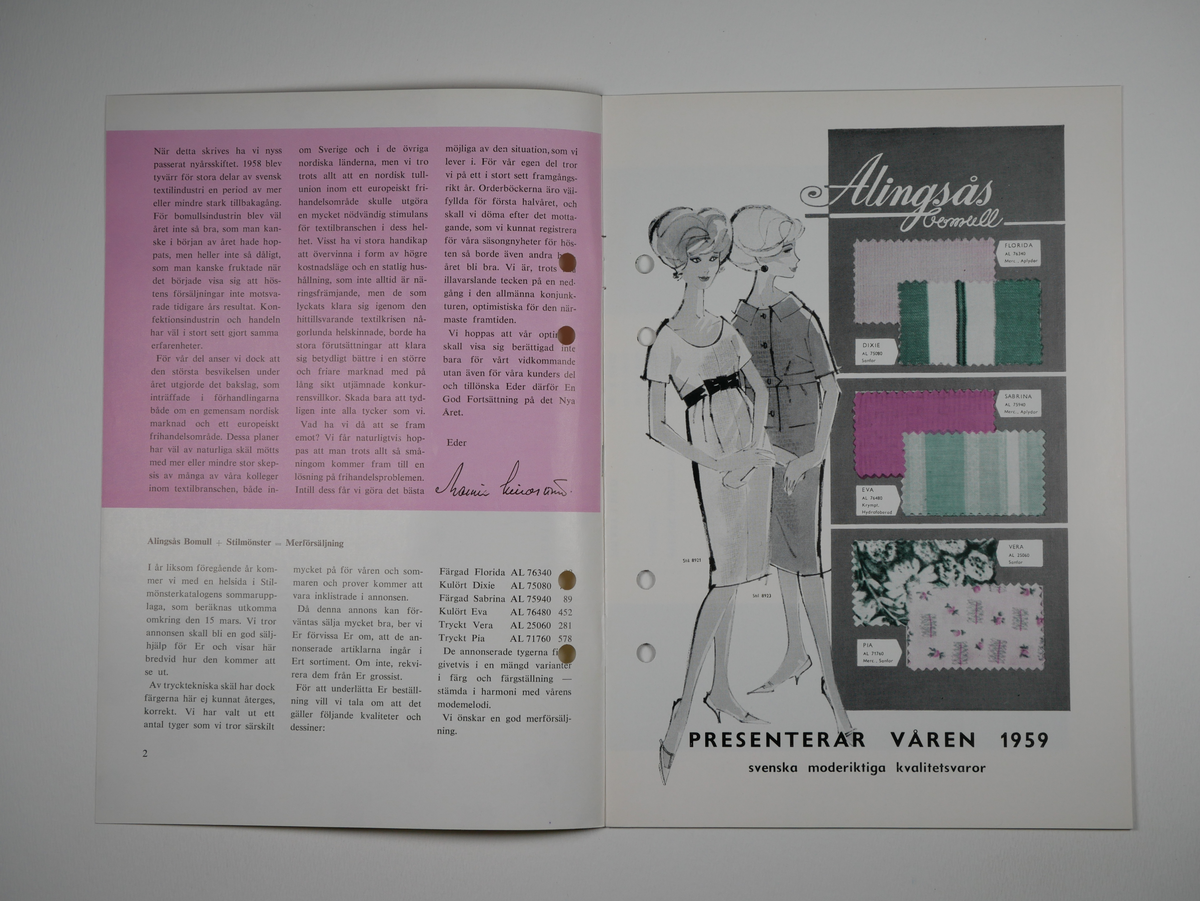 När detta skrives ha vi nyss
passerat nyårsskiftet. 1958 blev
tyvärr för stora delar av svensk
textilindustri en period av mer
eller mindre stark tillbakagång.
För bomullsindustrin blev väl
året inte så bra, som man kan-
ske i början av året hade hop-
pats, men heller inte så dåligt,
som man kanske fruktade när
det började visa sig att hös-
tens försäljningar inte motsva-
rade tidigare års resultat. Kon-
fektionsindustrin och handeln
har väl i stort sett gjort samma
erfarenheter.
För vår del anser vi dock att
den största besvikelsen under
året utgjorde det bakslag, som
inträffade i förhandlingarna
både om en gemensam nordisk
marknad och ett europeiskt
frihandelsområde. Dessa planer
har väl av naturliga skäl mötts
med mer eller mindre stor skep-
sis av många av våra kolleger
inom textilbranschen, både in-
om Sverige och i de övriga
nordiska länderna, men vi tro
trots allt att en nordisk tull-
union inom ett europeiskt fri-
handelsområde skulle utgöra
en mycket nödvändig stimulans
för textilbranschen i dess hel-
het. Visst ha vi stora handikap
att övervinna i form av högre
kostnadsläge och en statlig hus-
hållning, som inte alltid är nä-
ringsfrämjande, men de som
lyckats klara sig igenom den
hittillsvarande textilkrisen nå-
gorlunda helskinnade, borde ha
stora förutsättningar att klara
sig betydligt bättre i en större
och friare marknad med på
lång sikt utjämnade konkur-
rensvillkor. Skada bara att tyd-
ligen inte alla tycker som vi.
Vad ha vi då att se fram
emot? Vi får naturligtvis hop-
pas att man trots allt så små-
ningom kommer fram till en
lösning på frihandelsproblemen.
Intill dess får vi göra det bästa
möjliga av den situation, som vi
lever i. För vår egen del tror
vi på ett i stort sett framgångs-
rikt år. Orderböckerna äro väl-
fyllda för första halvåret, och
skall vi döma efter det motta-
gande, som vi kunnat registrera
för våra säsongnyheter för hös-
ten så borde även andra
året bli bra. Vi är, trots
illavarslande tecken på en ned-
gång i den allmänna konjunk-
turen, optimistiska för den när-
maste framtiden.
Vi hoppas att vår
skall visa sig berättigad inte
bara för vårt vidkommande
utan även för våra kunders del
och tillönska Eder därför En
God Fortsättning på det Nya
Året.
Eder
Alingsås Bomull + Stilmönster = Merförsäljning
I år liksom föregående år kom-
mer vi med en helsida i Stil-
mönsterkatalogens sommarupp-
laga, som beräknas utkomma
omkring den 15 mars. Vi tror
annonsen skall bli en god sälj-
hjälp för Er och visar här
bredvid hur den kommer att
se ut.
Av trycktekniska skäl har dock
färgerna här ej kunnat återges,
korrekt. Vi har valt ut ett
antal tyger som vi tror särskilt
mycket på för våren och som-
maren och prover kommer att
vara inklistrade i annonsen.
Då denna annons kan för-
väntas sälja mycket bra, ber vi
Er förvissa Er om, att de an-
nonserade artiklarna ingår i
Ert sortiment. Om inte, rekvi-
rera dem från Er grossist.
För att underlätta Er beställ-
ning vill vi tala om att det
gäller följande kvaliteter och
dessiner:
Färgad Florida AL 76340
Kulört Dixie AL 75080
Färgad Sabrina AL 75940 89
Kulört Eva AL 76480 452
Tryckt Vera AL 25060 281
Tryckt Pia AL 71760 578
De annonserade tygerna
givetvis i en mängd varianter
i färg och färgställning —
stämda i harmoni med vårens
modemelodi.
Vi önskar en god merförsälj-
ning.
2
Alingsås
bomull
FLORIDA
AL 76340
Merc., Aplyder
DIXIE
AL 75080
Sanfor
SABRINA
AL 75940
Merc., Aplyder
EVA
AL 76480
Krympf.
Hydrofoberad
VERA
AL 25060
Sanfor
PIA
AL 71760
Merc., Sanfor
Stil 8935
Stil 8925
PRESENTERAR VÅREN 1959
svenska moderiktiga kvalitetsvaror